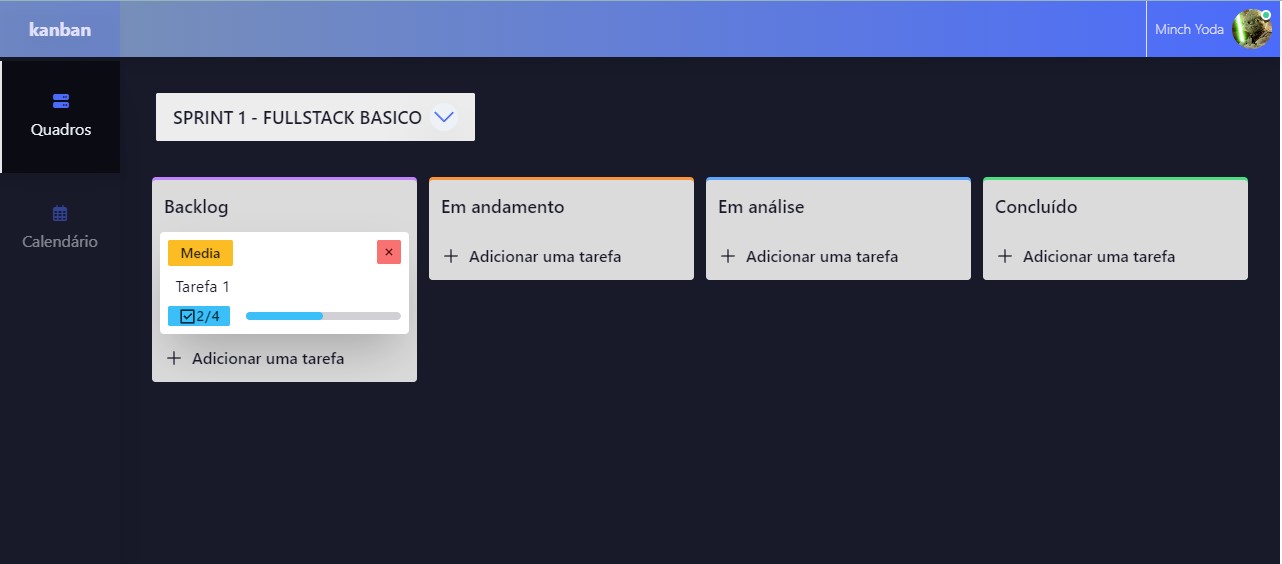 kanban
Minch Yoda
Quadros
Calendário
SPRINT 1 - FULLSTACK BASICO
Backlog
Media
×
Tarefa 1
2/4
+ Adicionar uma tarefa
Em andamento
+ Adicionar uma tarefa
Em análise
+ Adicionar uma tarefa
Concluído
+ Adicionar uma tarefa